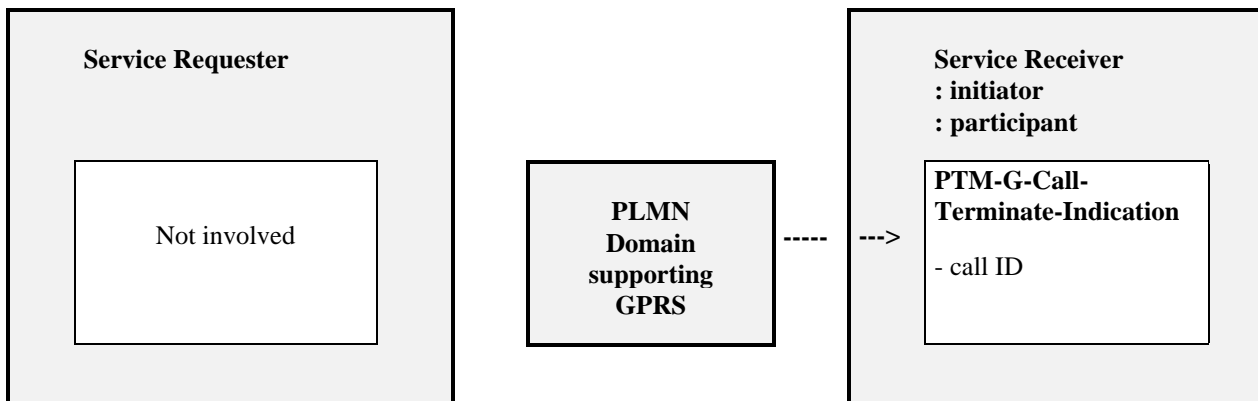 Service Requester
Not involved
PLMN
Domain
supporting
GPRS
----- --->
Service Receiver
: initiator
: participant
PTM-G-Call-
Terminate-Indication
- call ID